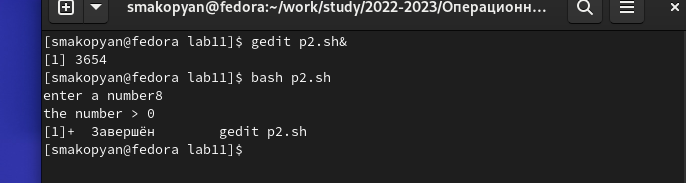 smakopyan@fedora:~/work/study/2022-2023/Операционн...
[smakopyan@fedora lab11]$ gedit p2.sh&
[1] 3654
[smakopyan@fedora lab11]$ bash p2.sh
enter a number8
the number > 0
[1]+  Завершён        gedit p2.sh
[smakopyan@fedora lab11]$